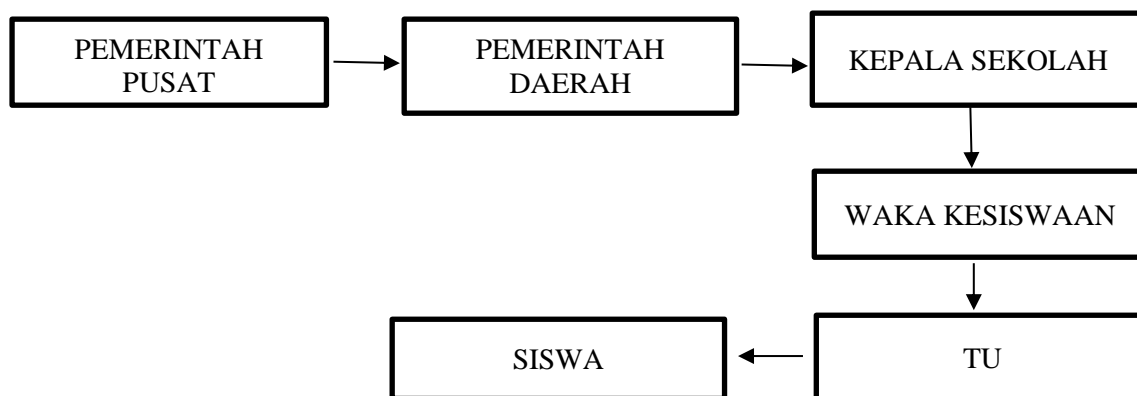 PEMERINTAH
PUSAT
PEMERINTAH
DAERAH
KEPALA SEKOLAH
WAKA KESISWAAN
TU
SISWA